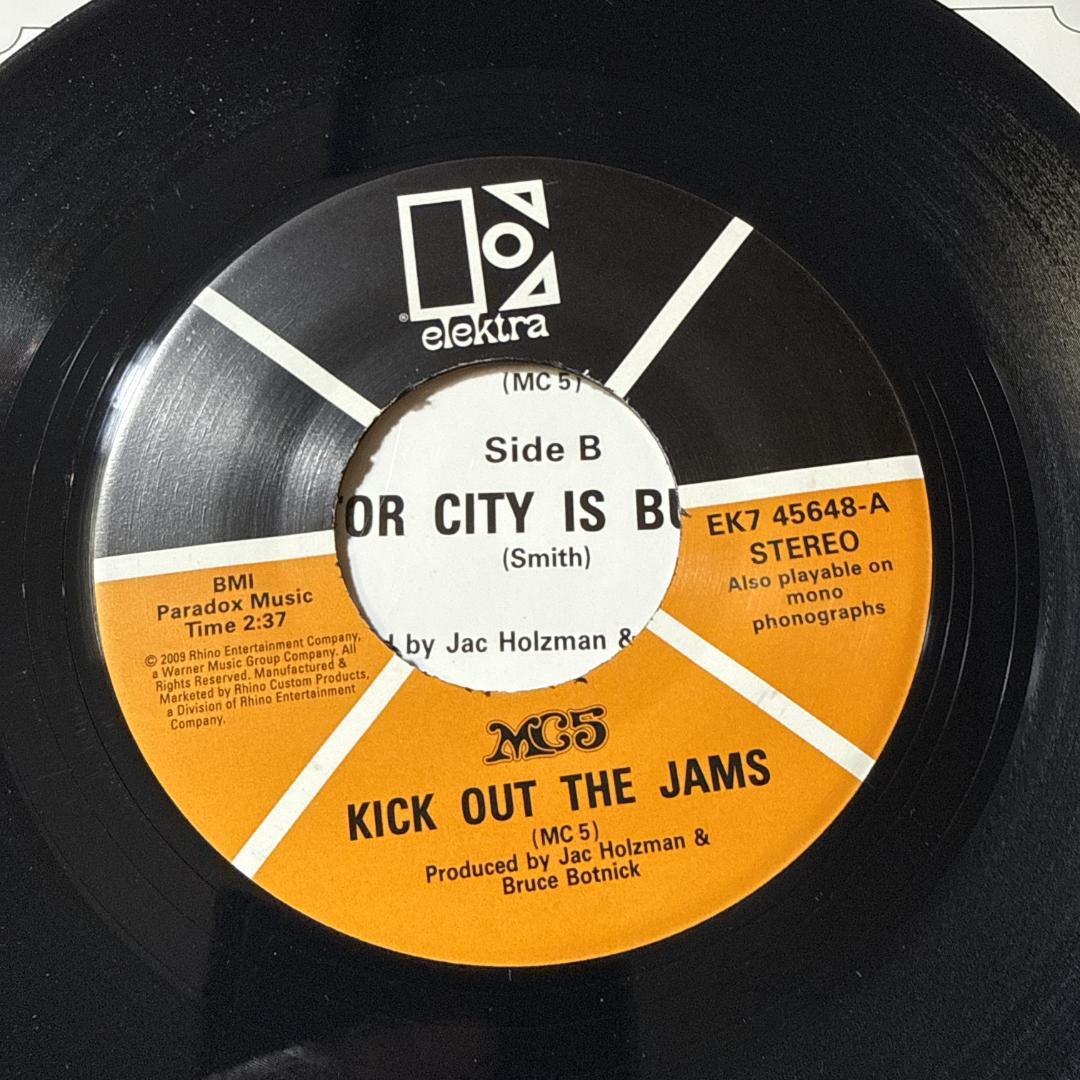 ®
elektra
(MC 5)
Side B
OR CITY IS
(Smith)
by Jac Holzman &
EK7 45648-A
STEREO
Also playable on
mono
phonographs
BMI
Paradox Music
Time 2:37
© 2009 Rhino Entertainment Company,
a Warner Music Group Company. All
Rights Reserved. Manufactured &
Marketed by Rhino Custom Products,
a Division of Rhino Entertainment
Company.
MC5
KICK OUT THE JAMS
(MC 5)
Produced by Jac Holzman &
Bruce Botnick